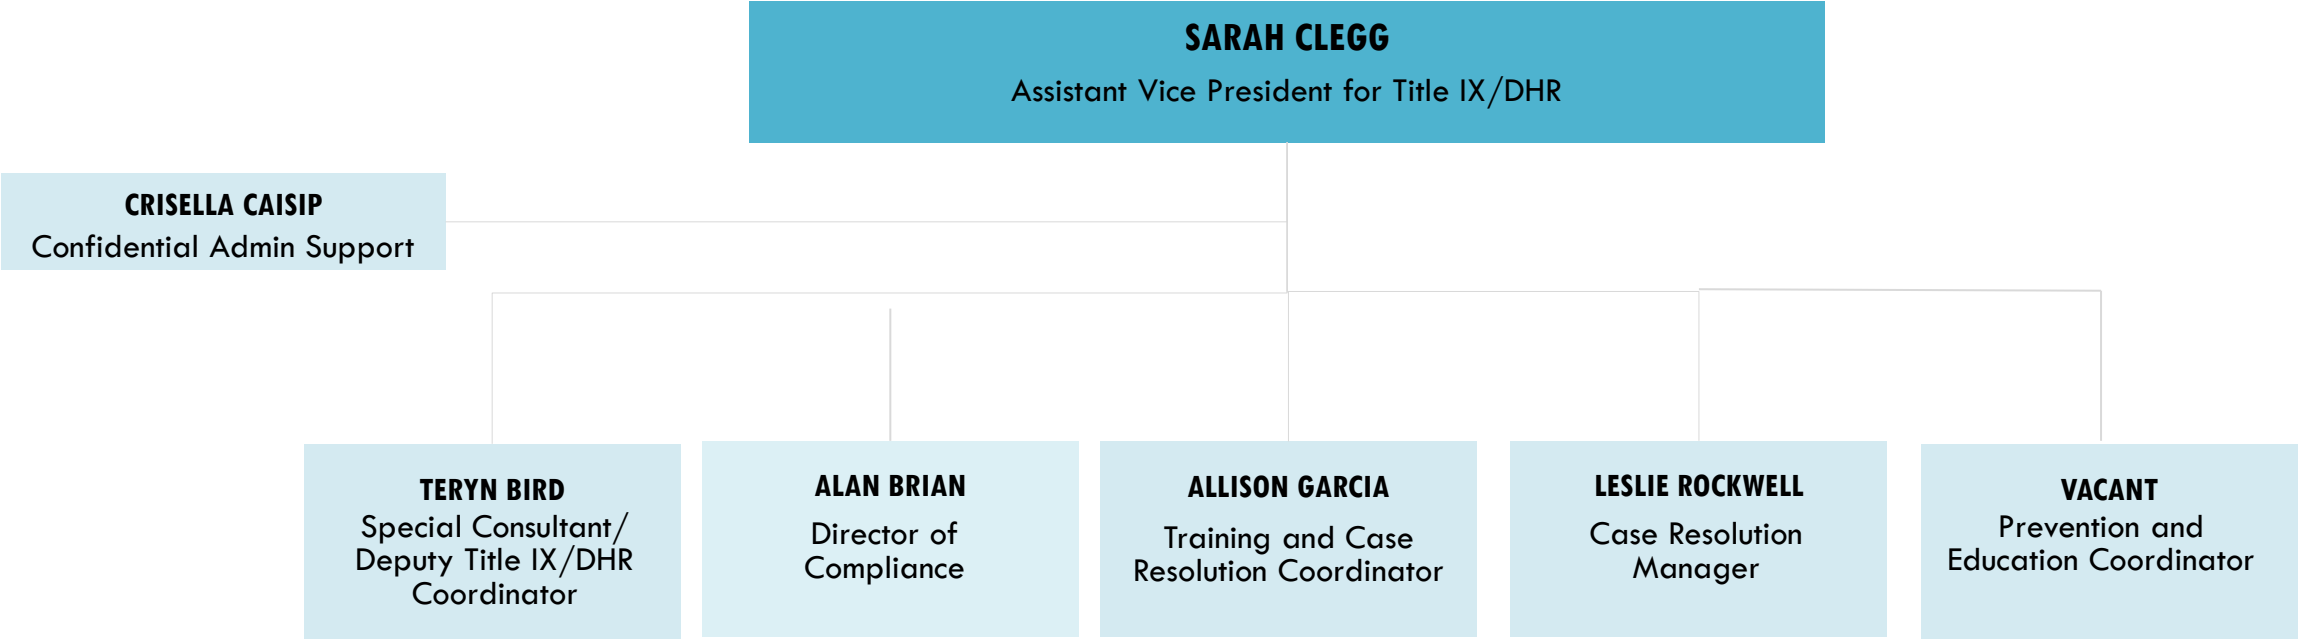 SARAH CLEGG
Assistant Vice President for Title IX/DHR
CRISELLA CAISIP
Confidential Admin Support
TERYN BIRD
Special Consultant/
Deputy Title IX/DHR
Coordinator
ALAN BRIAN
Director of
Compliance
ALLISON GARCIA
Training and Case
Resolution Coordinator
LESLIE ROCKWELL
Case Resolution
Manager
VACANT
Prevention and
Education Coordinator